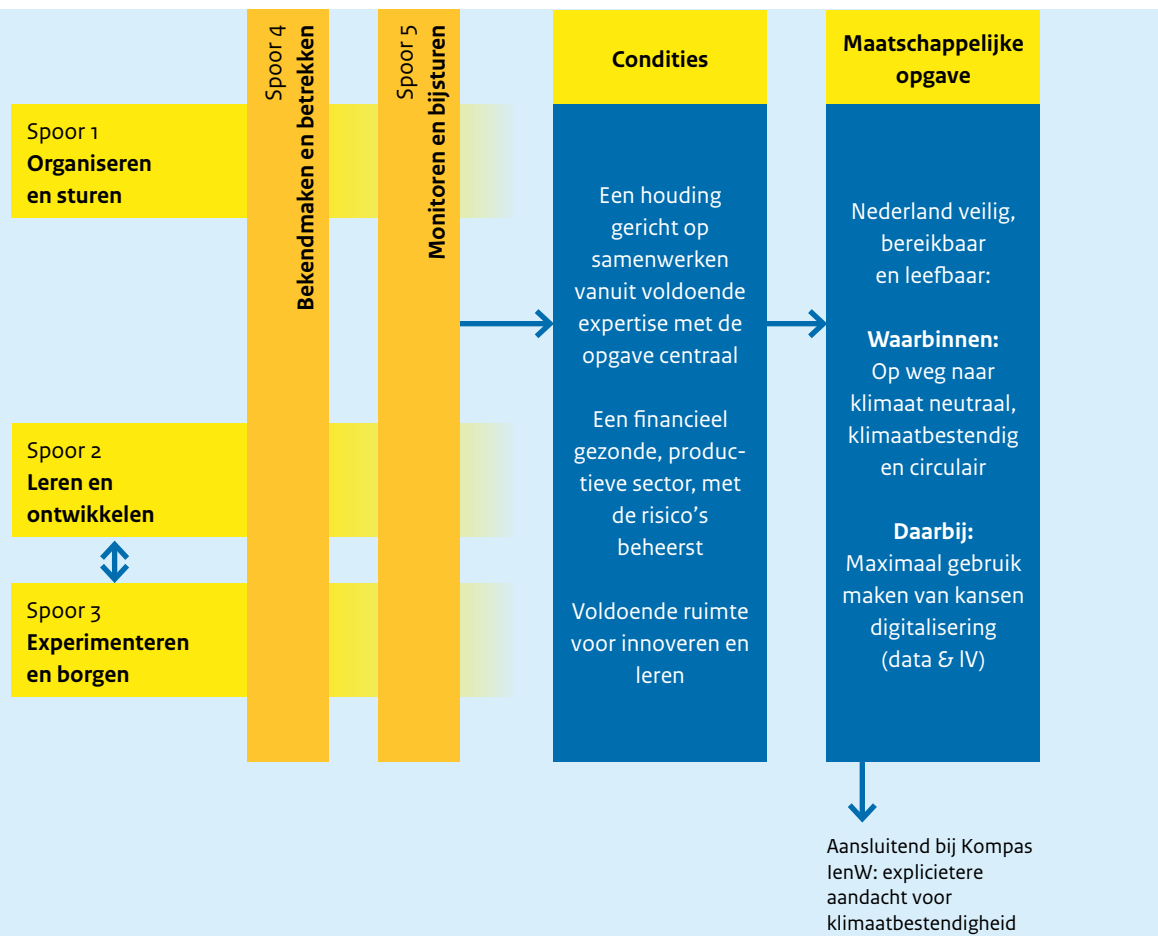 Spoor 1
Organiseren
en sturen
Spoor 2
Leren en
ontwikkelen
Spoor 3
Experimenteren
en borgen
Spoor 4
Bekendmaken en betrekken
Spoor 5
Monitoren en bijsturen
Condities
Een houding
gericht op
samenwerken
vanuit voldoende
expertise met de
opgave centraal
Een financieel
gezonde, produc-
tieve sector, met
de risico's
beheerst
Voldoende ruimte
voor innoveren en
leren
Maatschappelijke
opgave
Nederland veilig,
bereikbaar
en leefbaar:
Waarbinnen:
Op weg naar
klimaat neutraal,
klimaatbestendig
en circulair
Daarbij:
Maximaal gebruik
maken van kansen
digitalisering
(data & IV)
Aansluitend bij Kompas
IenW: explicietere
aandacht voor
klimaatbestendigheid